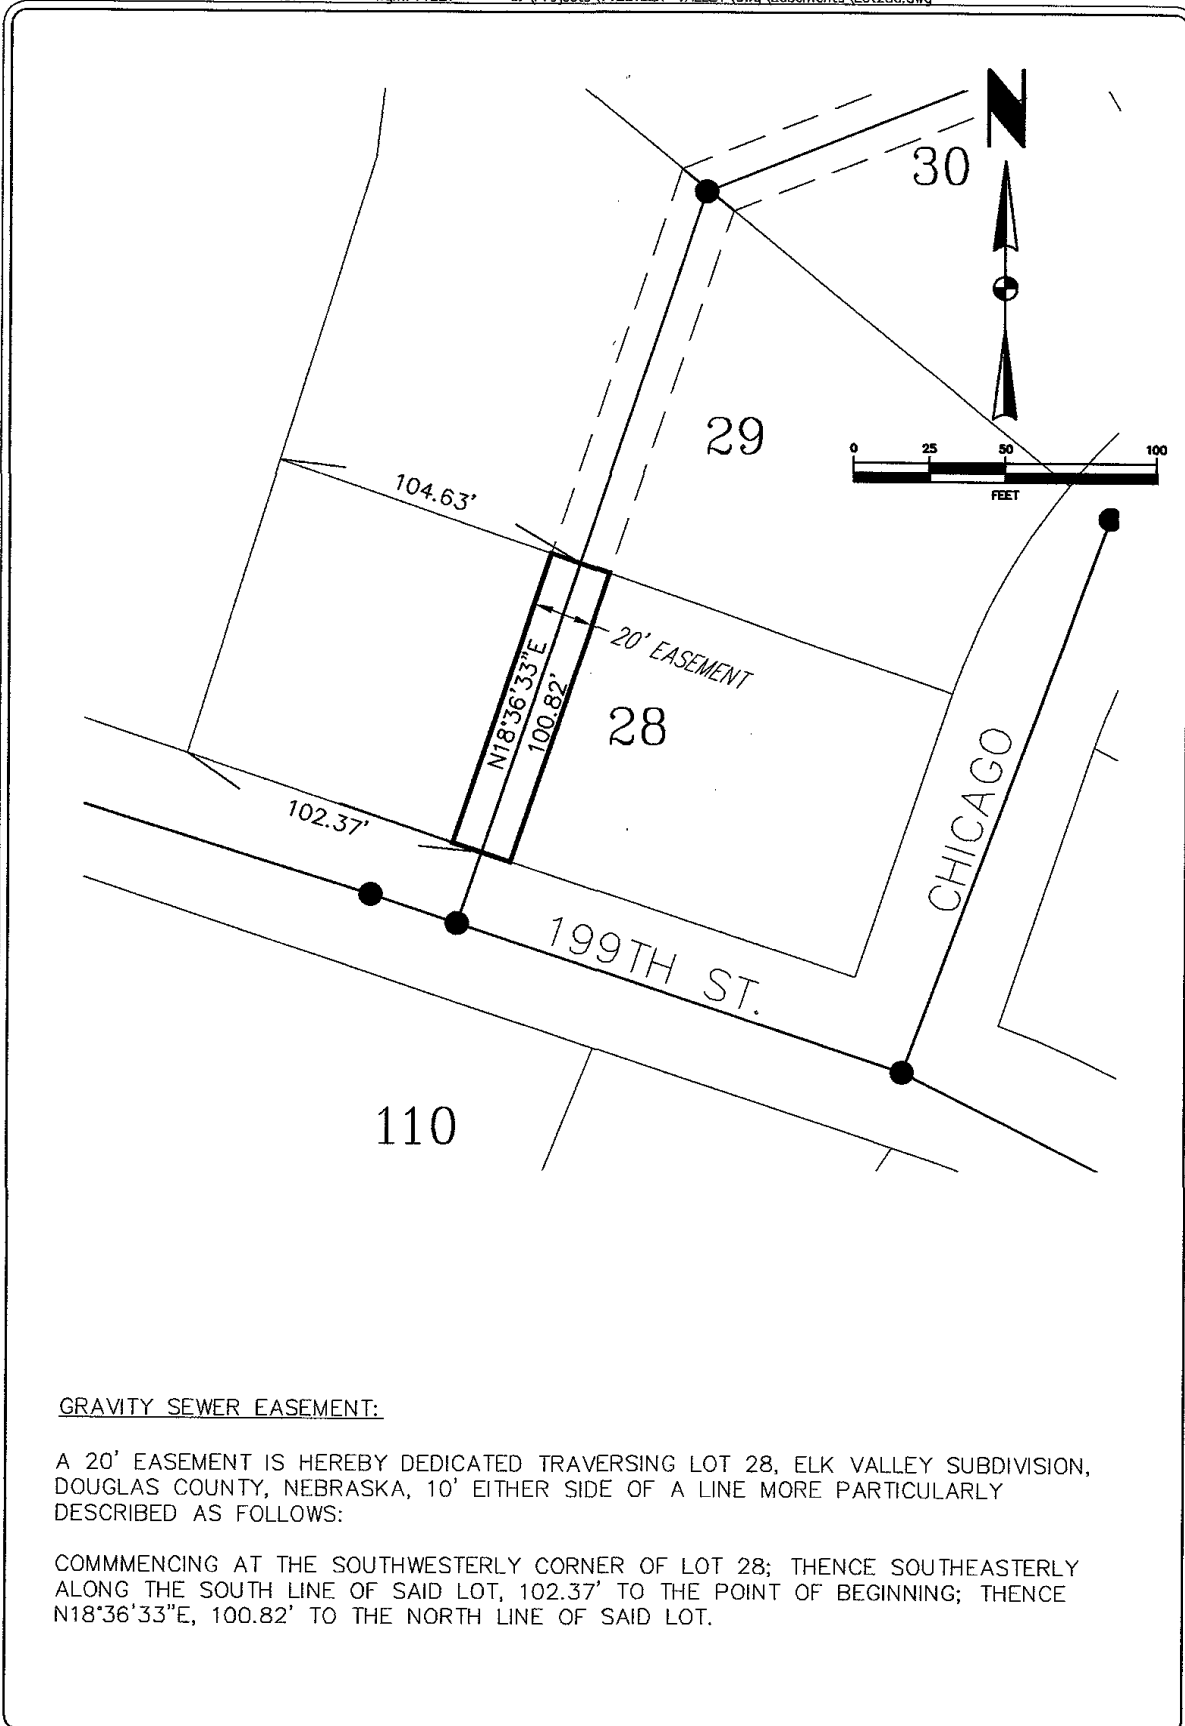 N
30
29
0 25 50 100
FEET
104.63'
20' EASEMENT
N18°36'33"E
100.82'
28
CHICAGO
102.37'
199TH ST.
110
GRAVITY SEWER EASEMENT:
A 20' EASEMENT IS HEREBY DEDICATED TRAVERSING LOT 28, ELK VALLEY SUBDIVISION,
DOUGLAS COUNTY, NEBRASKA, 10' EITHER SIDE OF A LINE MORE PARTICULARLY
DESCRIBED AS FOLLOWS:
COMMMENCING AT THE SOUTHWESTERLY CORNER OF LOT 28; THENCE SOUTHEASTERLY
ALONG THE SOUTH LINE OF SAID LOT, 102.37' TO THE POINT OF BEGINNING; THENCE
N18°36'33"E, 100.82' TO THE NORTH LINE OF SAID LOT.